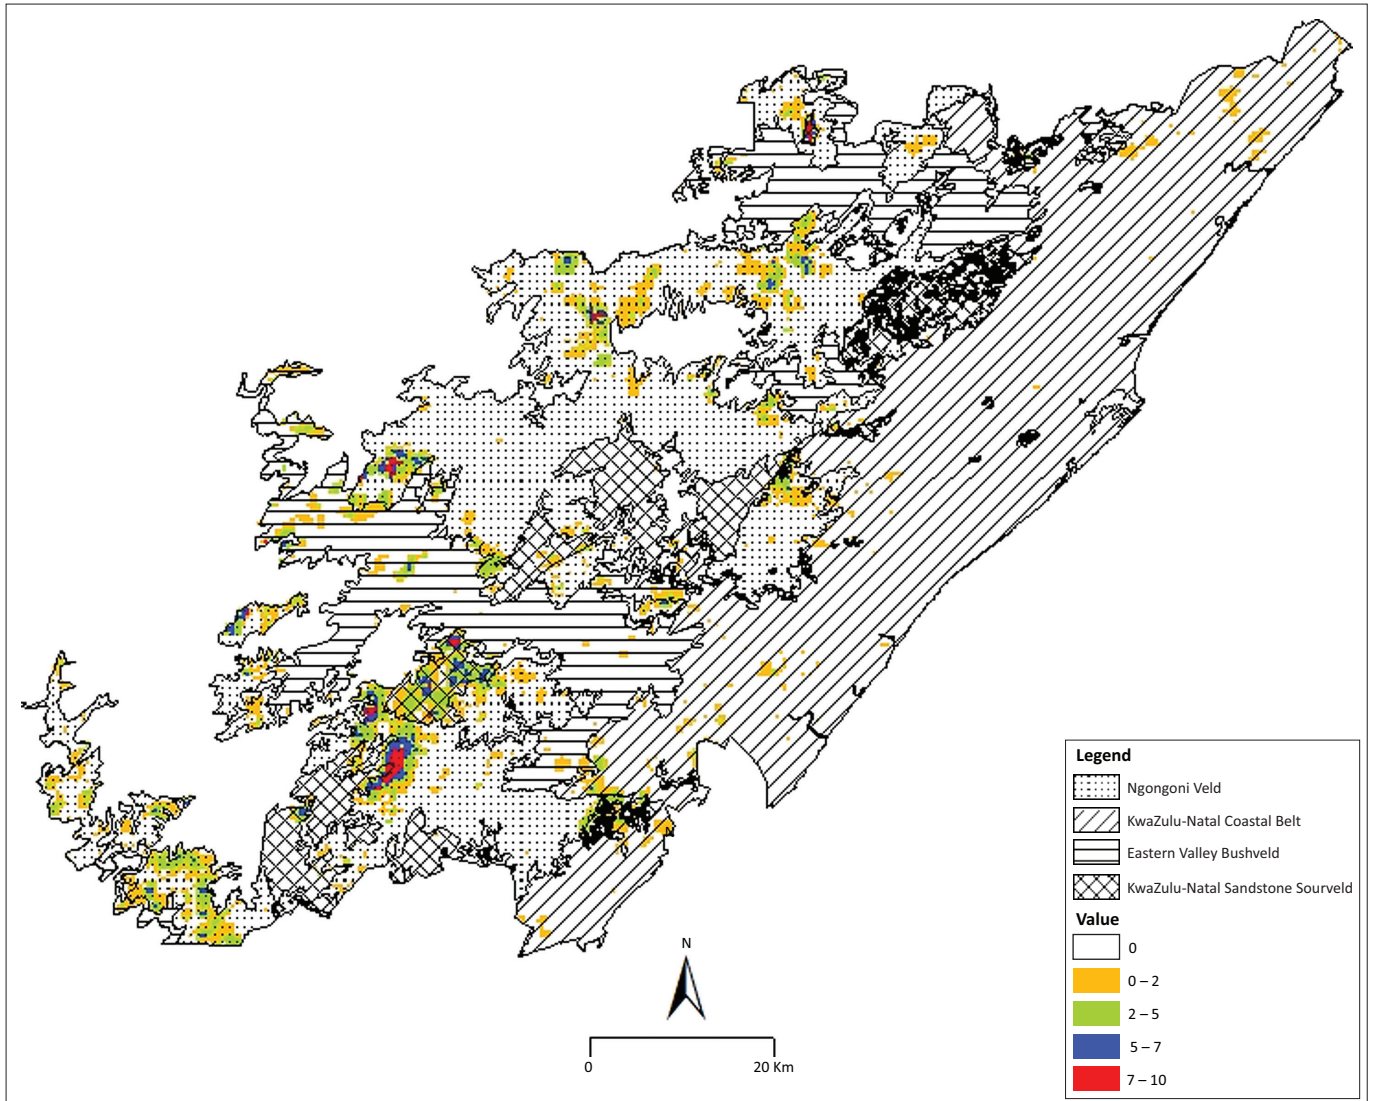 Legend
Ngongoni Veld
KwaZulu-Natal Coastal Belt
Eastern Valley Bushveld
KwaZulu-Natal Sandstone Sourveld
Value
0
0 – 2
2 – 5
5 – 7
7 – 10
N
N
0 20 Km